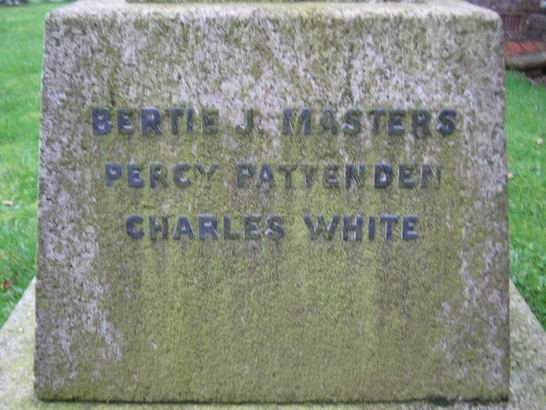 BERTIE J. MASTERS
PERCY PATTENDEN
CHARLES WHITE